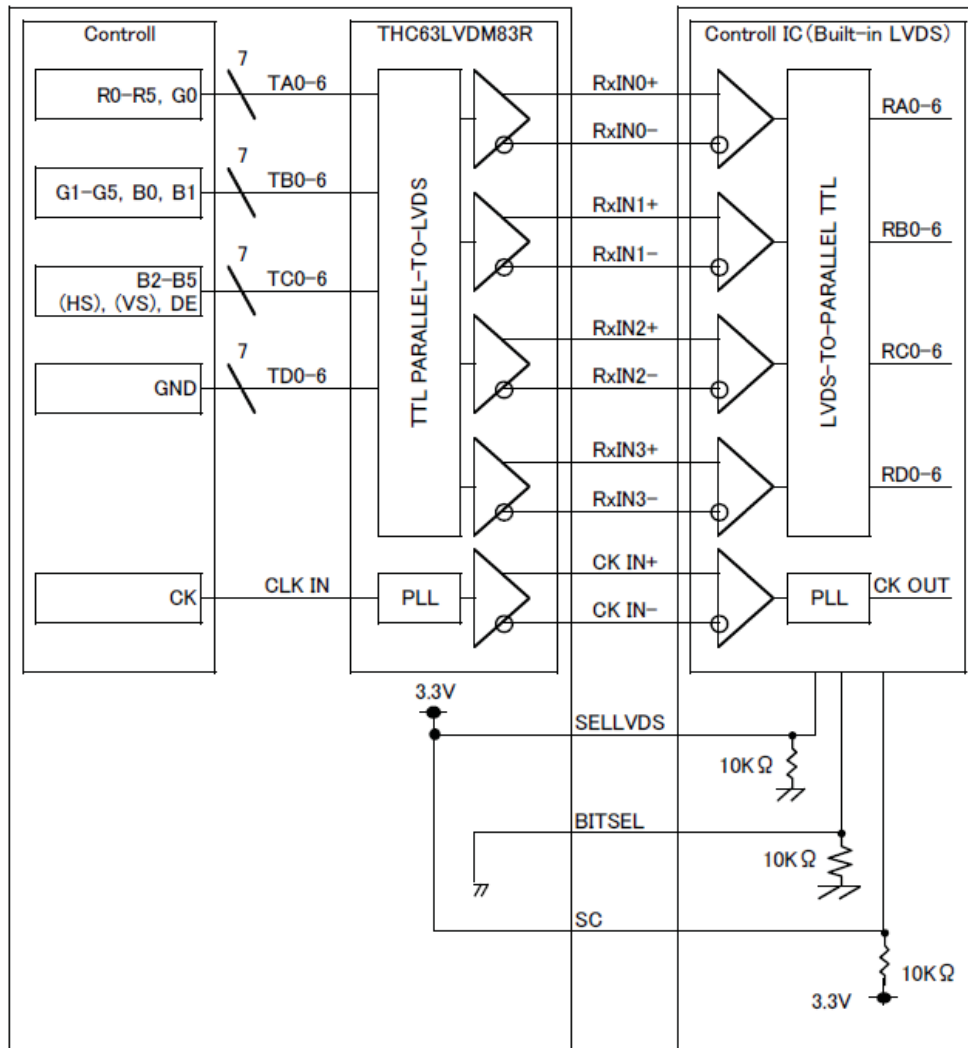 Controll
THC63LVDM83R
Controll IC(Built-in LVDS)
R0-R5, G0
7
TA0-6
RxIN0+
RxIN0-
RA0-6
G1-G5, B0, B1
7
TB0-6
RxIN1+
RxIN1-
RB0-6
B2-B5
(HS), (VS), DE
7
TC0-6
RxIN2+
RxIN2-
RC0-6
GND
7
TD0-6
RxIN3+
RxIN3-
RD0-6
TTL PARALLEL-TO-LVDS
LVDS-TO-PARALLEL TTL
CK
CLK IN
PLL
CK IN+
CK IN-
PLL
CK OUT
3.3V
SELLVDS
10KΩ
BITSEL
10KΩ
SC
10KΩ
3.3V